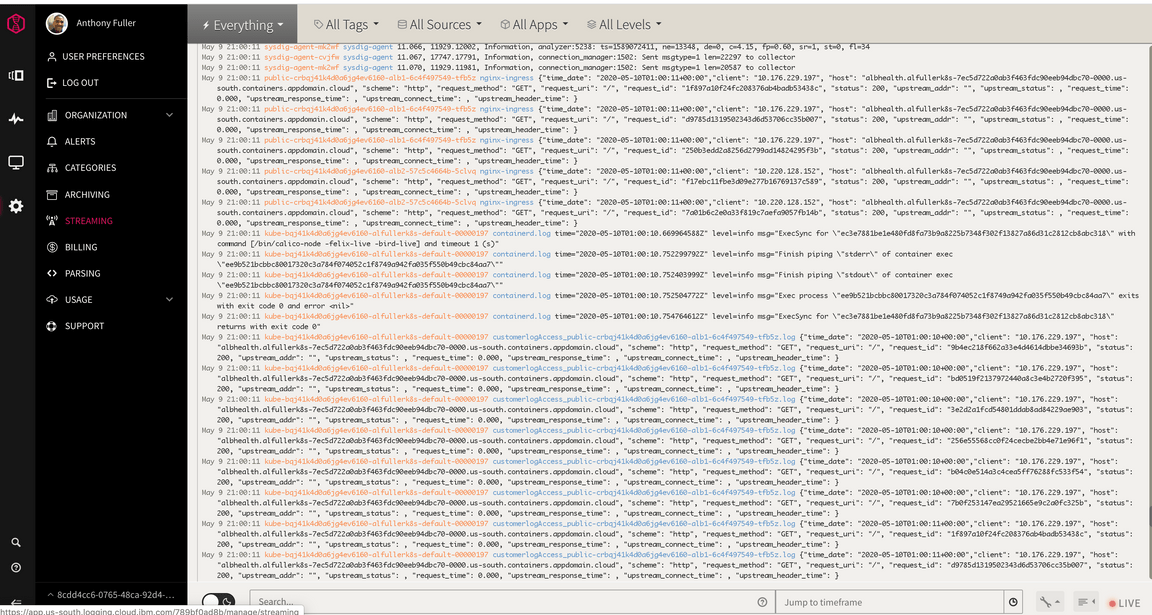 Anthony Fuller
USER PREFERENCES
LOG OUT
ORGANIZATION
ALERTS
CATEGORIES
ARCHIVING
STREAMING
BILLING
PARSING
USAGE
SUPPORT
8cdd4cc6-0765-48ca-92d4-...
https://app.us-south.logging.cloud.ibm.com/789bf0ad8b/manage/streaming
Everything
All Tags
All Sources
All Apps
All Levels
May 9 21:00:11 sysdig-agent-mk2wf sysdig-agent 11.066, 11929.12002, Information, analyzer:5238: ts=1589072411, ne=13348, de=0, c=4.15, fp=0.60, sr=1, st=0, fl=34
May 9 21:00:11 sysdig-agent-cvjfm sysdig-agent 11.067, 17747.17791, Information, connection_manager:1502: Sent msgtype=1 len=22297 to collector
May 9 21:00:11 sysdig-agent-mk2wf sysdig-agent 11.070, 11929.11981, Information, connection_manager:1502: Sent msgtype=1 len=20587 to collector
May 9 21:00:11 public-crbqj41k4d0a6jg4ev6160-alb1-6c4f497549-tfb5z nginx-ingress {"time_date": "2020-05-10T01:00:11+00:00","client": "10.176.229.197", "host": "albhealth.alfullerk8s-7ec5d722a0ab3f463fdc90eeb94dbc70-0000.us-
south.containers.appdomain.cloud", "scheme": "http", "request_method": "GET", "request_uri": "/", "request_id": "1f897a10f24fc208376ab4badb53438c", "status": 200, "upstream_addr": "", "upstream_status": , "request_time":
0.000, "upstream_response_time": , "upstream_connect_time": , "upstream_header_time": }
May 9 21:00:11 public-crbqj41k4d0a6jg4ev6160-alb1-6c4f497549-tfb5z nginx-ingress {"time_date": "2020-05-10T01:00:11+00:00","client": "10.176.229.197", "host": "albhealth.alfullerk8s-7ec5d722a0ab3f463fdc90eeb94dbc70-0000.us-
south.containers.appdomain.cloud", "scheme": "http", "request_method": "GET", "request_uri": "/", "request_id": "d9785d1319502343d6d53706cc35b007", "status": 200, "upstream_addr": "", "upstream_status": , "request_time":
0.000, "upstream_response_time": , "upstream_connect_time": , "upstream_header_time": }
May 9 21:00:11 public-crbqj41k4d0a6jg4ev6160-alb1-6c4f497549-tfb5z nginx-ingress {"time_date": "2020-05-10T01:00:11+00:00","client": "10.176.229.197", "host": "albhealth.alfullerk8s-7ec5d722a0ab3f463fdc90eeb94dbc70-0000.us-
south.containers.appdomain.cloud", "scheme": "http", "request_method": "GET", "request_uri": "/", "request_id": "250b3edd2a8256d2799ad14824295f3b", "status": 200, "upstream_addr": "", "upstream_status": , "request_time":
0.000, "upstream_response_time": , "upstream_connect_time": , "upstream_header_time": }
May 9 21:00:11 public-crbqj41k4d0a6jg4ev6160-alb2-57c5c4664b-5clvq nginx-ingress {"time_date": "2020-05-10T01:00:11+00:00","client": "10.220.128.152", "host": "albhealth.alfullerk8s-7ec5d722a0ab3f463fdc90eeb94dbc70-0000.us-
south.containers.appdomain.cloud", "scheme": "http", "request_method": "GET", "request_uri": "/", "request_id": "f17ebc11fbe3d09e277b16769137c589", "status": 200, "upstream_addr": "", "upstream_status": , "request_time":
0.000, "upstream_response_time": , "upstream_connect_time": , "upstream_header_time": }
May 9 21:00:11 public-crbqj41k4d0a6jg4ev6160-alb2-57c5c4664b-5clvq nginx-ingress {"time_date": "2020-05-10T01:00:11+00:00","client": "10.220.128.152", "host": "albhealth.alfullerk8s-7ec5d722a0ab3f463fdc90eeb94dbc70-0000.us-
south.containers.appdomain.cloud", "scheme": "http", "request_method": "GET", "request_uri": "/", "request_id": "7a01b6c2e0a33f819c7aefa9057fb14b", "status": 200, "upstream_addr": "", "upstream_status": , "request_time":
0.000, "upstream_response_time": , "upstream_connect_time": , "upstream_header_time": }
May 9 21:00:11 kube-bqj41k4d0a6jg4ev6160-alfullerk8s-default-00000197 containerd.log time="2020-05-10T01:00:10.669964588Z" level=info msg="ExecSync for \"ec3e7881be1e480fd8fa73b9a8225b7348f302f13827a86d31c2812cb8abc318\" with
command [/bin/calico-node -felix-live -bird-live] and timeout 1 (s)"
May 9 21:00:11 kube-bqj41k4d0a6jg4ev6160-alfullerk8s-default-00000197 containerd.log time="2020-05-10T01:00:10.752299792Z" level=info msg="Finish piping \"stderr\" of container exec
\"ee9b521bcbbc80017320c3a784f074052c1f8749a942fa035f550b49cbc84aa7\""
May 9 21:00:11 kube-bqj41k4d0a6jg4ev6160-alfullerk8s-default-00000197 containerd.log time="2020-05-10T01:00:10.752403999Z" level=info msg="Finish piping \"stdout\" of container exec
\"ee9b521bcbbc80017320c3a784f074052c1f8749a942fa035f550b49cbc84aa7\""
May 9 21:00:11 kube-bqj41k4d0a6jg4ev6160-alfullerk8s-default-00000197 containerd.log time="2020-05-10T01:00:10.752504772Z" level=info msg="Exec process \"ee9b521bcbbc80017320c3a784f074052c1f8749a942fa035f550b49cbc84aa7\" exits
with exit code 0 and error <nil>"
May 9 21:00:11 kube-bqj41k4d0a6jg4ev6160-alfullerk8s-default-00000197 containerd.log time="2020-05-10T01:00:10.754764612Z" level=info msg="ExecSync for \"ec3e7881be1e480fd8fa73b9a8225b7348f302f13827a86d31c2812cb8abc318\"
returns with exit code 0"
May 9 21:00:11 kube-bqj41k4d0a6jg4ev6160-alfullerk8s-default-00000197 customerlogAccess_public-crbqj41k4d0a6jg4ev6160-alb1-6c4f497549-tfb5z.log {"time_date": "2020-05-10T01:00:10+00:00","client": "10.176.229.197", "host":
"albhealth.alfullerk8s-7ec5d722a0ab3f463fdc90eeb94dbc70-0000.us-south.containers.appdomain.cloud", "scheme": "http", "request_method": "GET", "request_uri": "/", "request_id": "9b4ec218f662a33e4d4614dbbe34693b", "status":
200, "upstream_addr": "", "upstream_status": , "request_time": 0.000, "upstream_response_time": , "upstream_connect_time": , "upstream_header_time": }
May 9 21:00:11 kube-bqj41k4d0a6jg4ev6160-alfullerk8s-default-00000197 customerlogAccess_public-crbqj41k4d0a6jg4ev6160-alb1-6c4f497549-tfb5z.log {"time_date": "2020-05-10T01:00:10+00:00","client": "10.176.229.197", "host":
"albhealth.alfullerk8s-7ec5d722a0ab3f463fdc90eeb94dbc70-0000.us-south.containers.appdomain.cloud", "scheme": "http", "request_method": "GET", "request_uri": "/", "request_id": "bd0519f2137972440a8c3e4b2720f395", "status":
200, "upstream_addr": "", "upstream_status": , "request_time": 0.000, "upstream_response_time": , "upstream_connect_time": , "upstream_header_time": }
May 9 21:00:11 kube-bqj41k4d0a6jg4ev6160-alfullerk8s-default-00000197 customerlogAccess_public-crbqj41k4d0a6jg4ev6160-alb1-6c4f497549-tfb5z.log {"time_date": "2020-05-10T01:00:10+00:00","client": "10.176.229.197", "host":
"albhealth.alfullerk8s-7ec5d722a0ab3f463fdc90eeb94dbc70-0000.us-south.containers.appdomain.cloud", "scheme": "http", "request_method": "GET", "request_uri": "/", "request_id": "3e2d2a1fcd54801ddab8ad84229ae903", "status":
200, "upstream_addr": "", "upstream_status": , "request_time": 0.000, "upstream_response_time": , "upstream_connect_time": , "upstream_header_time": }
May 9 21:00:11 kube-bqj41k4d0a6jg4ev6160-alfullerk8s-default-00000197 customerlogAccess_public-crbqj41k4d0a6jg4ev6160-alb1-6c4f497549-tfb5z.log {"time_date": "2020-05-10T01:00:10+00:00","client": "10.176.229.197", "host":
"albhealth.alfullerk8s-7ec5d722a0ab3f463fdc90eeb94dbc70-0000.us-south.containers.appdomain.cloud", "scheme": "http", "request_method": "GET", "request_uri": "/", "request_id": "256e55568cc0f24cecbe2bb4e71e96f1", "status":
200, "upstream_addr": "", "upstream_status": , "request_time": 0.000, "upstream_response_time": , "upstream_connect_time": , "upstream_header_time": }
May 9 21:00:11 kube-bqj41k4d0a6jg4ev6160-alfullerk8s-default-00000197 customerlogAccess_public-crbqj41k4d0a6jg4ev6160-alb1-6c4f497549-tfb5z.log {"time_date": "2020-05-10T01:00:10+00:00","client": "10.176.229.197", "host":
"albhealth.alfullerk8s-7ec5d722a0ab3f463fdc90eeb94dbc70-0000.us-south.containers.appdomain.cloud", "scheme": "http", "request_method": "GET", "request_uri": "/", "request_id": "b04c0e514a3c4cea5ff76288fc533f54", "status":
200, "upstream_addr": "", "upstream_status": , "request_time": 0.000, "upstream_response_time": , "upstream_connect_time": , "upstream_header_time": }
May 9 21:00:11 kube-bqj41k4d0a6jg4ev6160-alfullerk8s-default-00000197 customerlogAccess_public-crbqj41k4d0a6jg4ev6160-alb1-6c4f497549-tfb5z.log {"time_date": "2020-05-10T01:00:10+00:00","client": "10.176.229.197", "host":
"albhealth.alfullerk8s-7ec5d722a0ab3f463fdc90eeb94dbc70-0000.us-south.containers.appdomain.cloud", "scheme": "http", "request_method": "GET", "request_uri": "/", "request_id": "7b0f253147ea29521665e9c2a0fc325b", "status":
200, "upstream_addr": "", "upstream_status": , "request_time": 0.000, "upstream_response_time": , "upstream_connect_time": , "upstream_header_time": }
May 9 21:00:11 kube-bqj41k4d0a6jg4ev6160-alfullerk8s-default-00000197 customerlogAccess_public-crbqj41k4d0a6jg4ev6160-alb1-6c4f497549-tfb5z.log {"time_date": "2020-05-10T01:00:11+00:00","client": "10.176.229.197", "host":
"albhealth.alfullerk8s-7ec5d722a0ab3f463fdc90eeb94dbc70-0000.us-south.containers.appdomain.cloud", "scheme": "http", "request_method": "GET", "request_uri": "/", "request_id": "1f897a10f24fc208376ab4badb53438c", "status":
200, "upstream_addr": "", "upstream_status": , "request_time": 0.000, "upstream_response_time": , "upstream_connect_time": , "upstream_header_time": }
May 9 21:00:11 kube-bqj41k4d0a6jg4ev6160-alfullerk8s-default-00000197 customerlogAccess_public-crbqj41k4d0a6jg4ev6160-alb1-6c4f497549-tfb5z.log {"time_date": "2020-05-10T01:00:11+00:00","client": "10.176.229.197", "host":
"albhealth.alfullerk8s-7ec5d722a0ab3f463fdc90eeb94dbc70-0000.us-south.containers.appdomain.cloud", "scheme": "http", "request_method": "GET", "request_uri": "/", "request_id": "d9785d1319502343d6d53706cc35b007", "status":
200, "upstream_addr": "", "upstream_status": , "request_time": 0.000, "upstream_response_time": , "upstream_connect_time": , "upstream_header_time": }
Search...
Jump to timeframe
LIVE